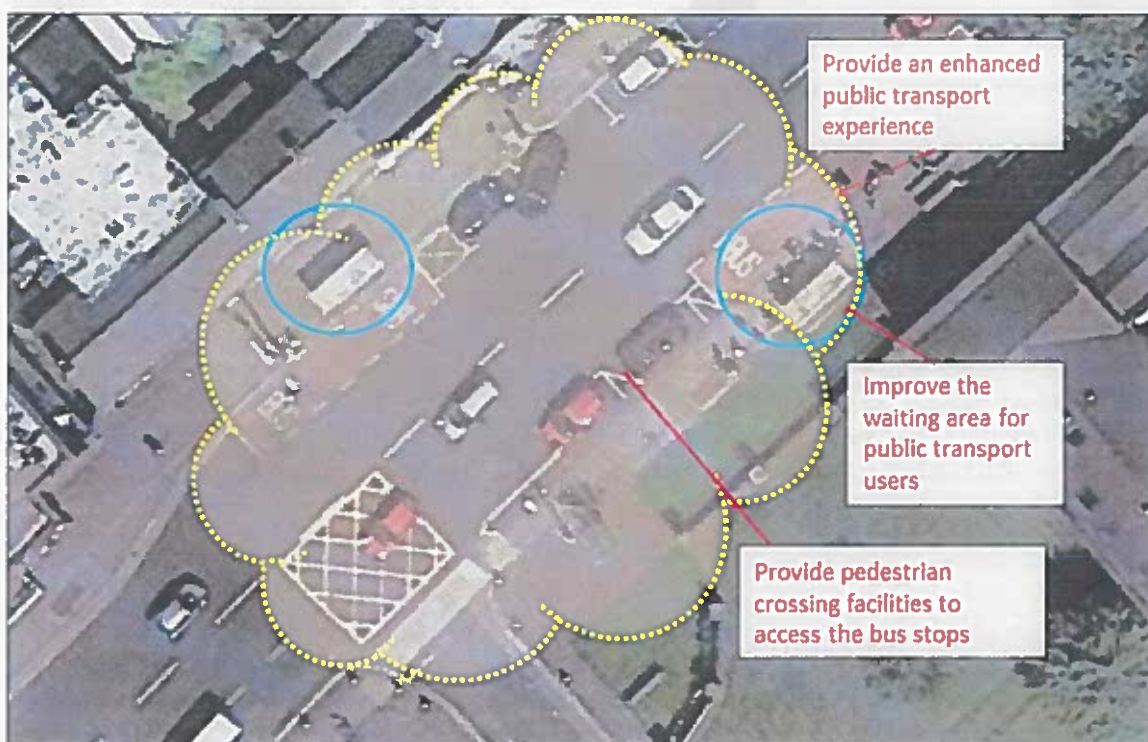 Provide an enhanced
public transport
experience
Improve the
waiting area for
public transport
users
Provide pedestrian
crossing facilities to
access the bus stops